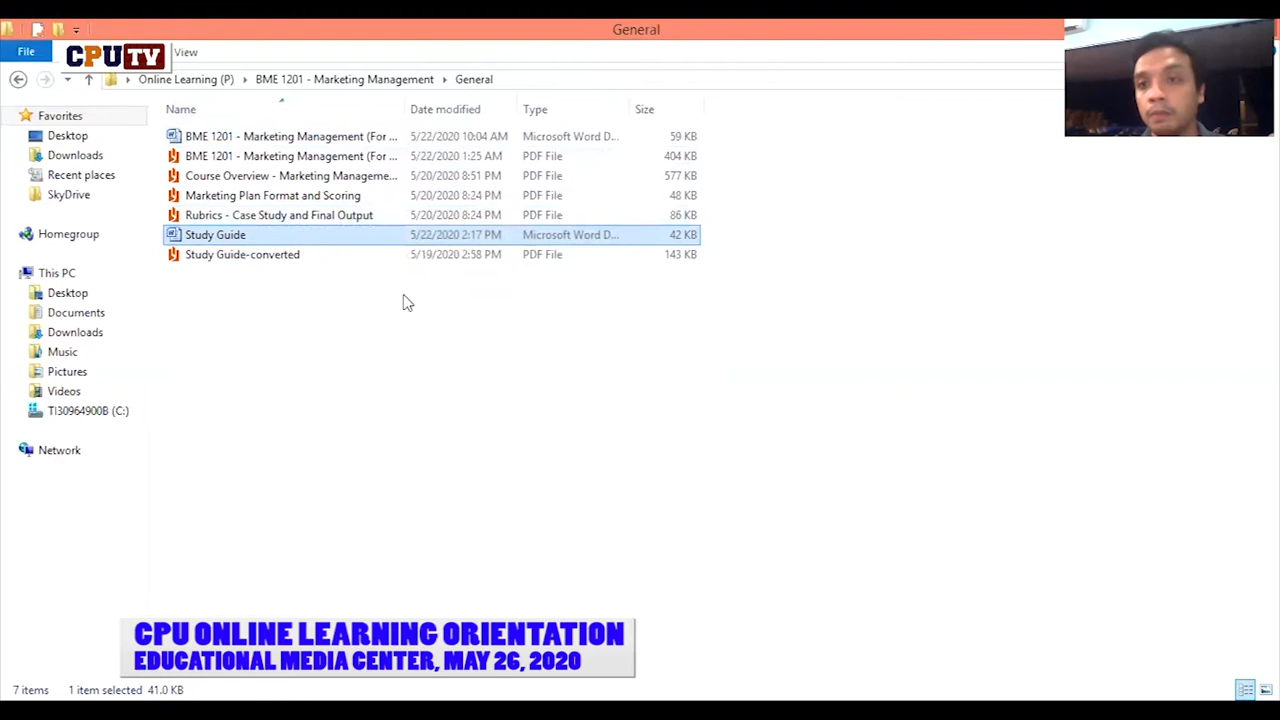 General
File
CPUTV
View
Online Learning (P) BME 1201 - Marketing Management General
Name Date modified Type Size
Favorites
Desktop
Downloads
Recent places
SkyDrive
Homegroup
This PC
Desktop
Documents
Downloads
Music
Pictures
Videos
TI30964900B (C:)
Network
BME 1201 - Marketing Management (For ... 5/22/2020 10:04 AM Microsoft Word D... 59 KB
BME 1201 - Marketing Management (For ... 5/22/2020 1:25 AM PDF File 404 KB
Course Overview - Marketing Manageme... 5/20/2020 8:51 PM PDF File 577 KB
Marketing Plan Format and Scoring 5/20/2020 8:24 PM PDF File 48 KB
Rubrics - Case Study and Final Output 5/20/2020 8:24 PM PDF File 86 KB
Study Guide 5/22/2020 2:17 PM Microsoft Word D... 42 KB
Study Guide-converted 5/19/2020 2:58 PM PDF File 143 KB
CPU ONLINE LEARNING ORIENTATION
EDUCATIONAL MEDIA CENTER, MAY 26, 2020
7 items 1 item selected 41.0 KB